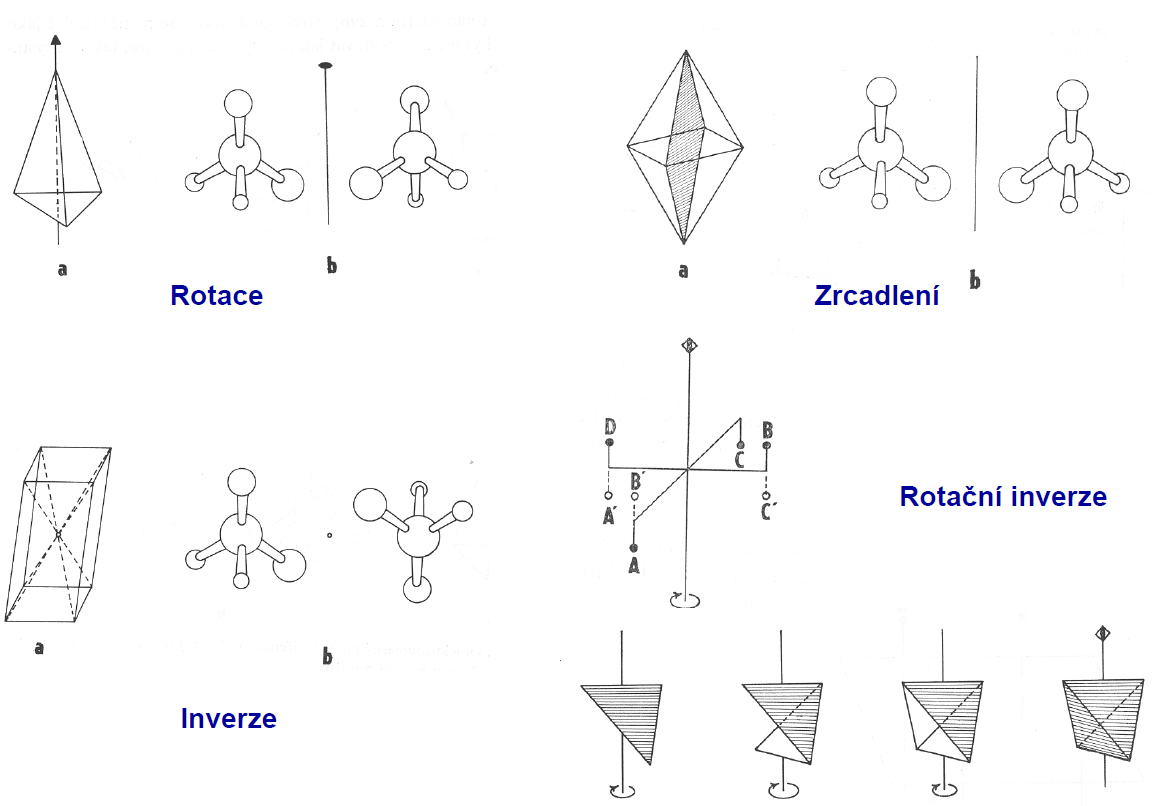 a
b
Rotace
a
b
Zrcadlení
a
b
Inverze
D
B
C
B´
A´
C´
A
Rotační inverze